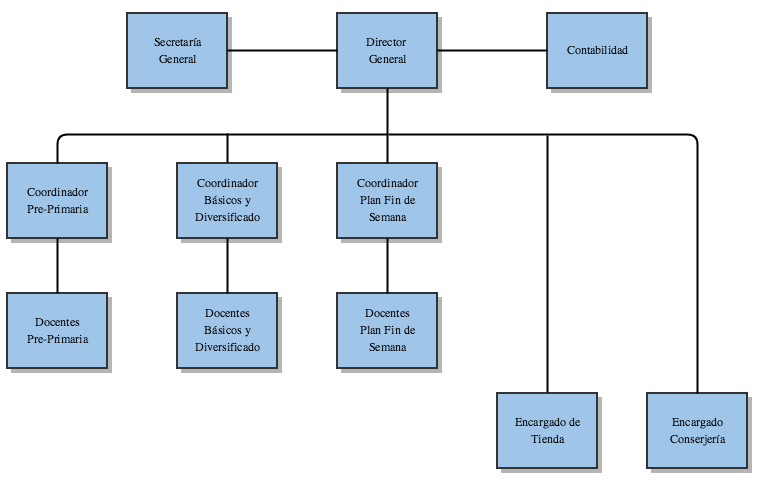 Secretaría
General
Director
General
Contabilidad
Coordinador
Pre-Primaria
Coordinador
Básicos y
Diversificado
Coordinador
Plan Fin de
Semana
Docentes
Pre-Primaria
Docentes
Básicos y
Diversificado
Docentes
Plan Fin de
Semana
Encargado de
Tienda
Encargado
Conserjería